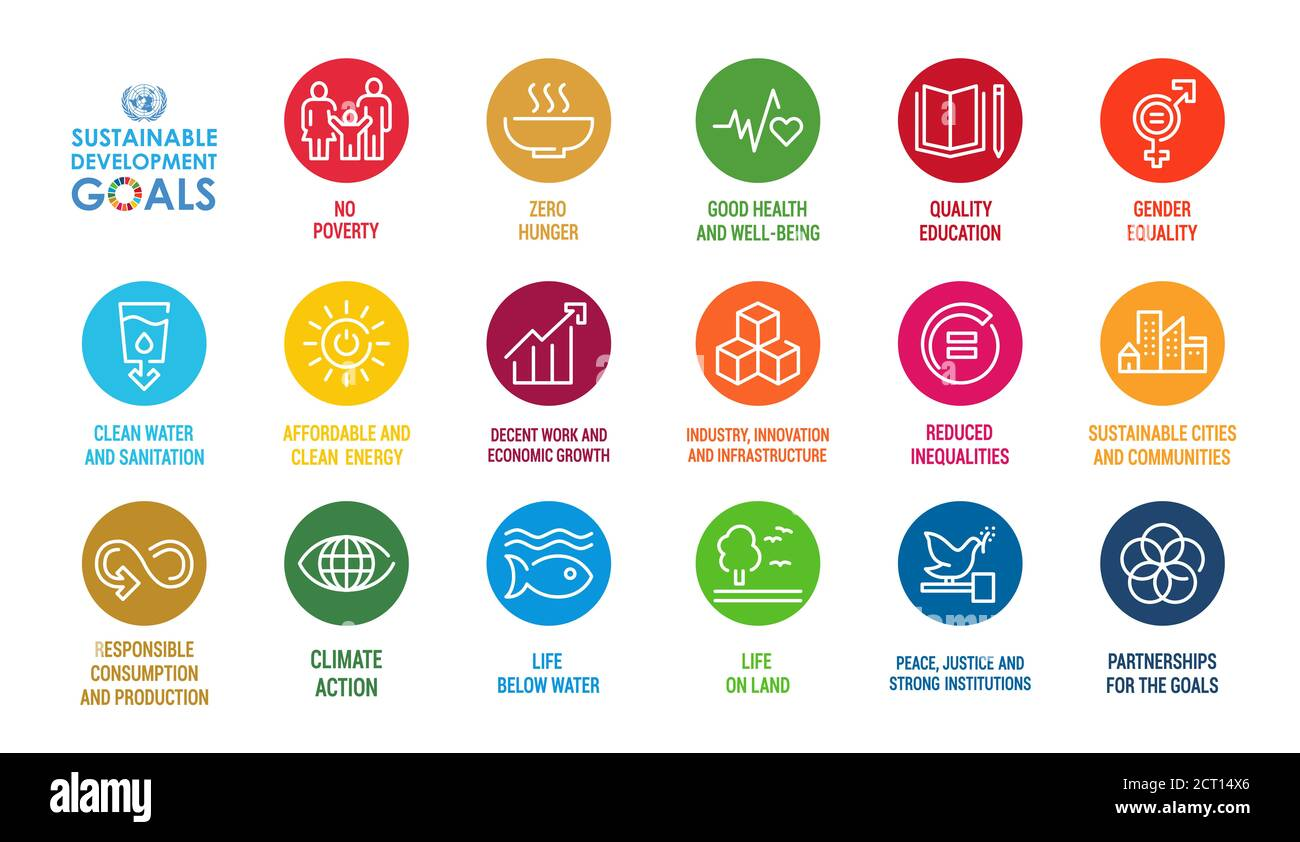 SUSTAINABLE
DEVELOPMENT
GOALS
NO
POVERTY
ZERO
HUNGER
GOOD HEALTH
AND WELL-BEING
QUALITY
EDUCATION
GENDER
EQUALITY
CLEAN WATER
AND SANITATION
AFFORDABLE AND
CLEAN ENERGY
DECENT WORK AND
ECONOMIC GROWTH
INDUSTRY, INNOVATION
AND INFRASTRUCTURE
REDUCED
INEQUALITIES
SUSTAINABLE CITIES
AND COMMUNITIES
RESPONSIBLE
CONSUMPTION
AND PRODUCTION
CLIMATE
ACTION
LIFE
BELOW WATER
LIFE
ON LAND
PEACE, JUSTICE AND
STRONG INSTITUTIONS
PARTNERSHIPS
FOR THE GOALS
alamy
Image ID: 2CT14X6
www.alamy.com